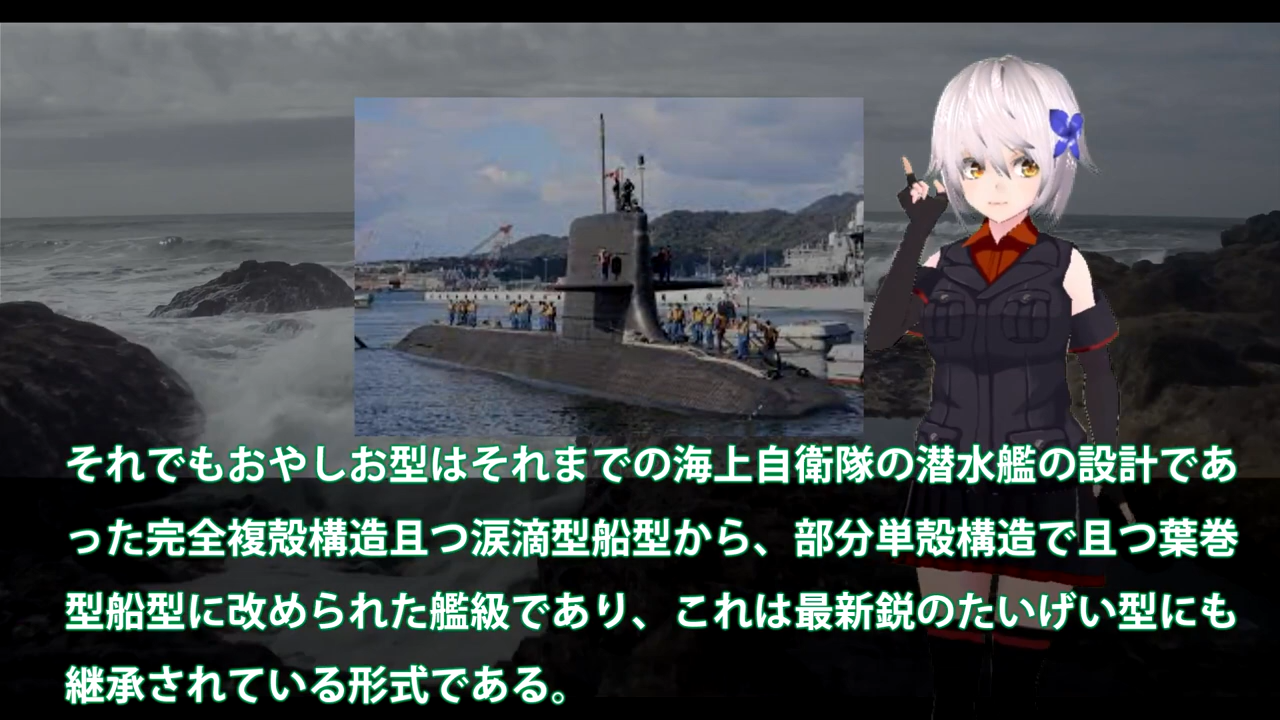 それでもおやしお型はそれまでの海上自衛隊の潜水艦の設計であ
った完全複殻構造且つ涙滴型船型から、部分単殻構造で且つ葉巻
型船型に改められた艦級であり、これは最新鋭のたいげい型にも
継承されている形式である。